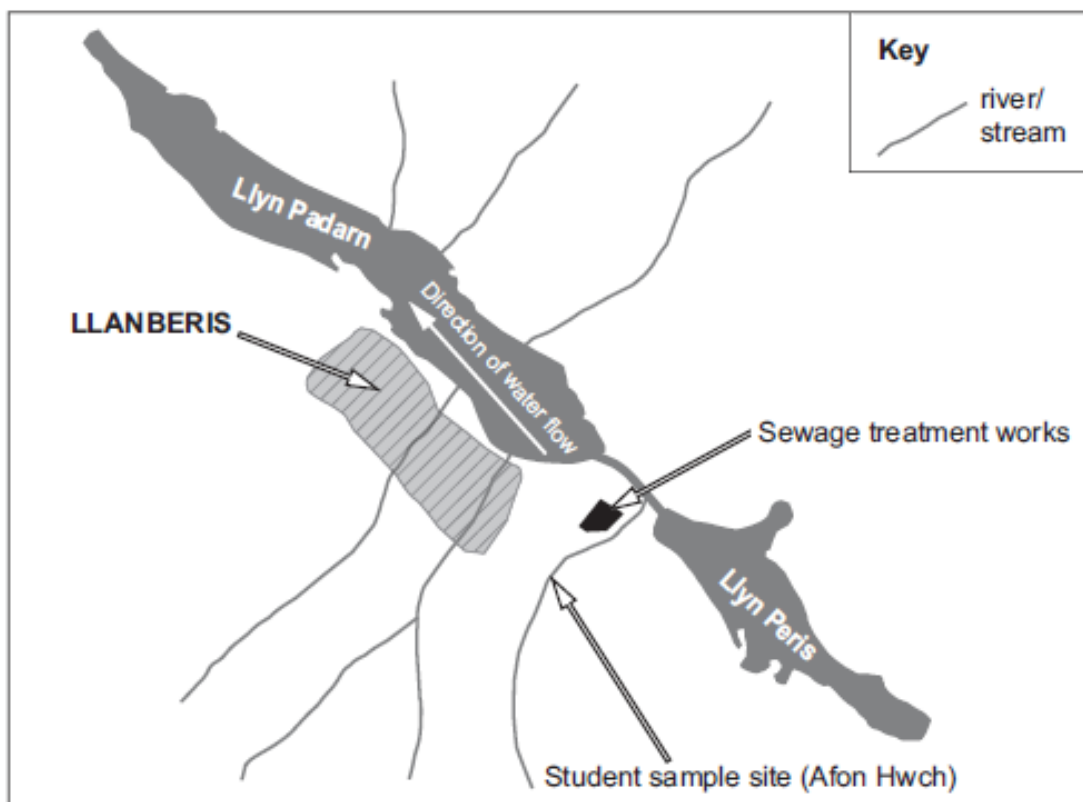 Key
river/
stream
Llyn Padarn
LLANBERIS
Direction of water flow
Sewage treatment works
Llyn Peris
Student sample site (Afon Hwch)